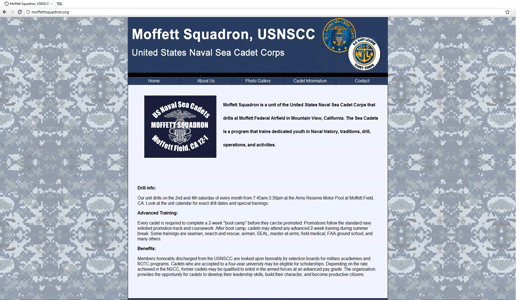 Moffett Squadron, USNSCC
moffettsquadron.org
Moffett Squadron, USNSCC
United States Naval Sea Cadet Corps
Home About Us Photo Gallery Cadet Information Contact
US Naval Sea Cadets
MOFFETT SQUADRON
Moffett Field, CA 12-1
Moffett Squadron is a unit of the United States Naval Sea Cadet Corps that
drills at Moffett Federal Airfield in Mountain View, California. The Sea Cadets
is a program that trains dedicated youth in Naval history, traditions, drill,
operations, and activities.
Drill info:
Our unit drills on the 2nd and 4th saturday of every month from 7:45am-3:30pm at the Army Reserve Motor Pool at Moffett Field,
CA. Look at the unit calendar for exact drill dates and special trainings.
Advanced Training:
Every cadet is required to complete a 2-week "boot camp" before they can be promoted. Promotions follow the standard navy
enlisted promotion track and coursework. After boot camp, cadets may attend any advanced 2-week training during summer
break. Some trainings are seaman, search and rescue, airmen, SEAL, master-at-arms, field medical, FAA ground school, and
many others.
Benefits:
Members honorably discharged from the USNSCC are looked upon favorably by selection boards for military academies and
ROTC programs. Cadets who are accepted to a four-year university may be eligible for scholarships. Depending on the rate
achieved in the NSCC, former cadets may be qualified to enlist in the armed forces at an advanced pay grade. The organization
provides the opportunity for cadets to develop their leadership skills, build their character, and become productive citizens.